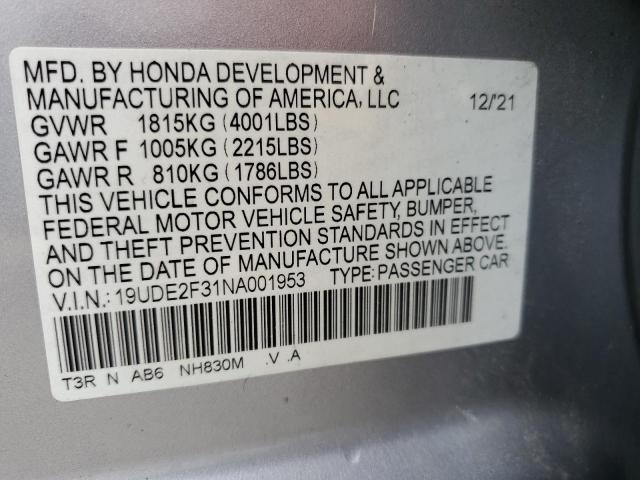 MFD. BY HONDA DEVELOPMENT &
MANUFACTURING OF AMERICA, LLC 12/'21
GVWR 1815KG (4001LBS)
GAWR F 1005KG (2215LBS)
GAWR R 810KG (1786LBS)
THIS VEHICLE CONFORMS TO ALL APPLICABLE
FEDERAL MOTOR VEHICLE SAFETY, BUMPER,
AND THEFT PREVENTION STANDARDS IN EFFECT
ON THE DATE OF MANUFACTURE SHOWN ABOVE.
V.I.N.: 19UDE2F31NA001953 TYPE: PASSENGER CAR
T3R N AB6 NH830M .V .A